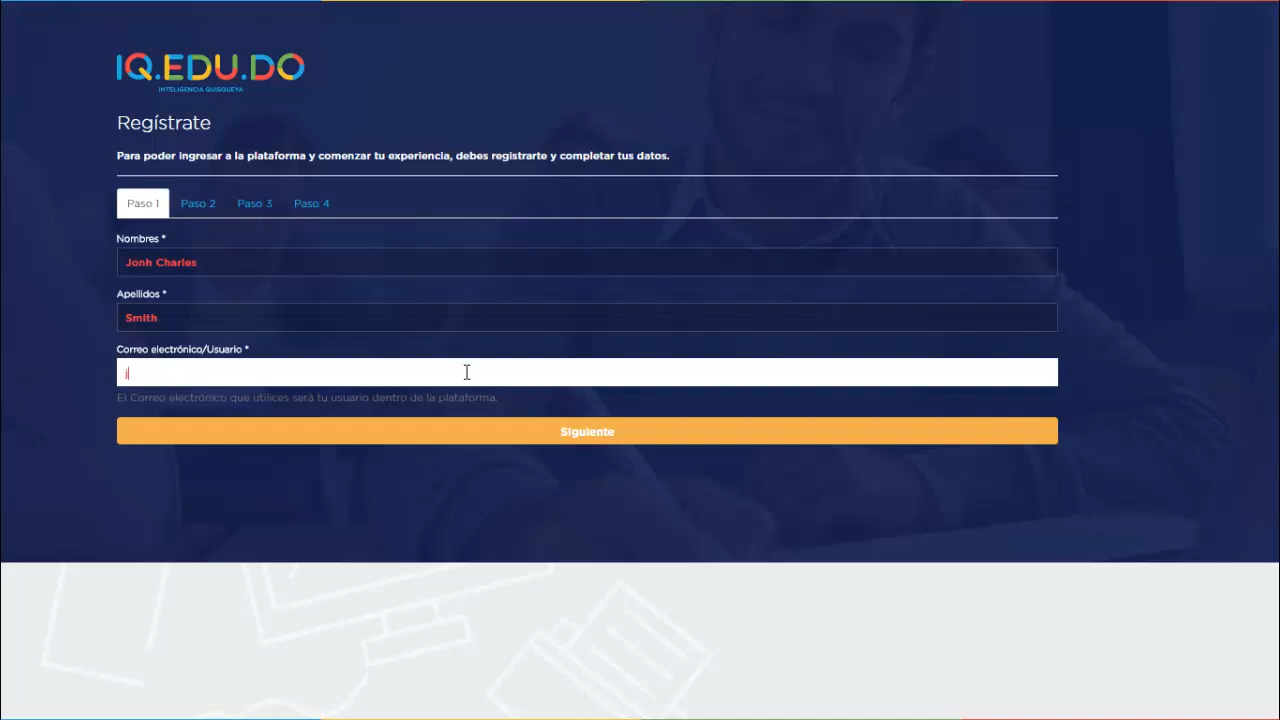 IQ.EDU.DO
INTELIGENCIA QUISQUEYA
Regístrate
Para poder ingresar a la plataforma y comenzar tu experiencia, debes registrarte y completar tus datos.
Paso 1 Paso 2 Paso 3 Paso 4
Nombres *
Jonh Charles
Apellidos *
Smith
Correo electrónico/Usuario *
j
El Correo electrónico que utilices será tu usuario dentro de la plataforma.
Siguiente